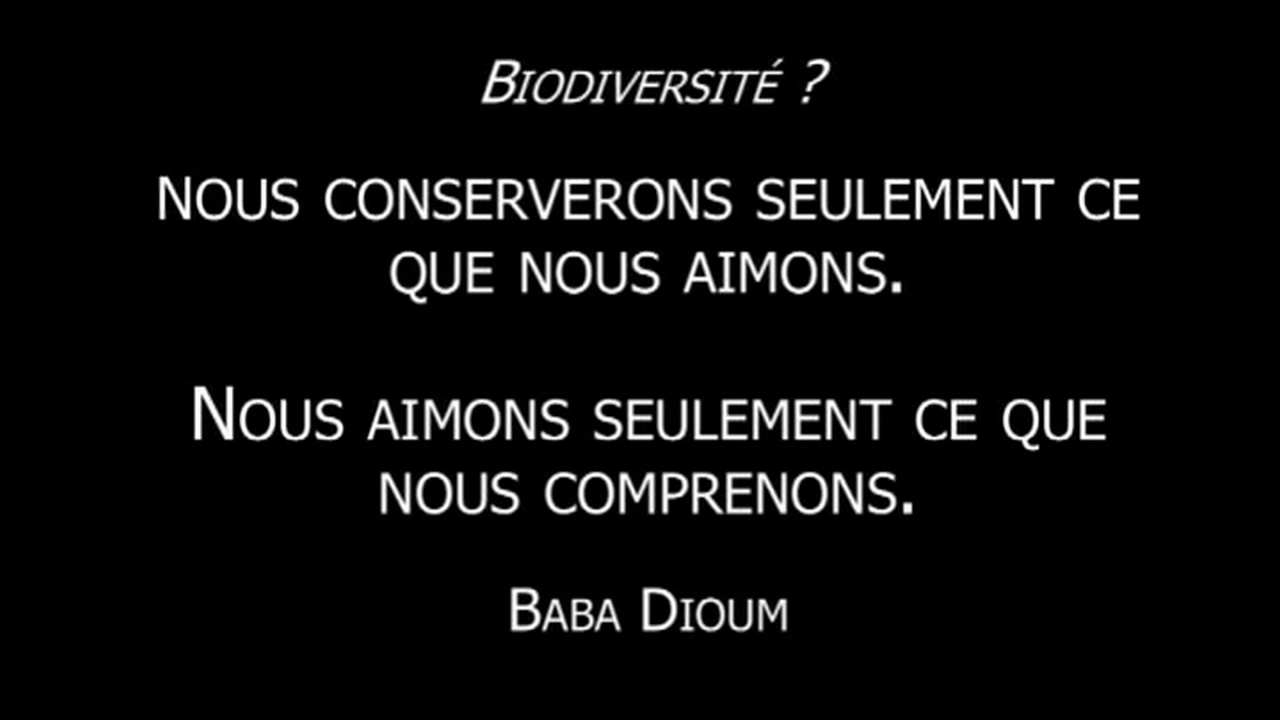 Biodiversité ?
Nous conserverons seulement ce
que nous aimons.
Nous aimons seulement ce que
nous comprenons.
Baba Dioum